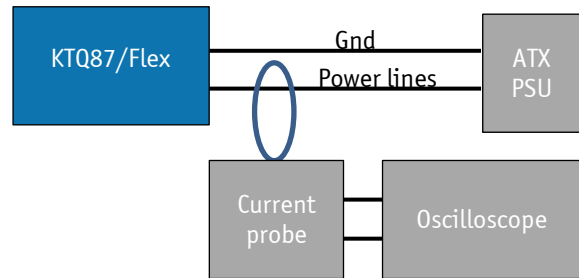 KTQ87/Flex
Gnd
Power lines
ATX
PSU
Current
probe
Oscilloscope